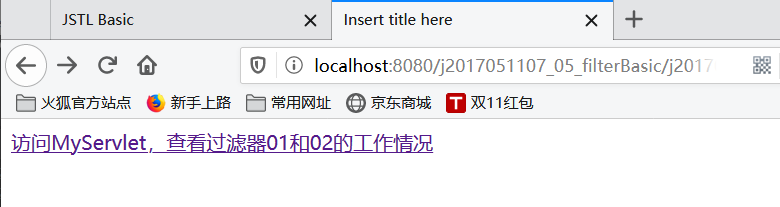 JSTL Basic
Insert title here
localhost:8080/j2017051107_05_filterBasic/j2017
火狐官方站点 新手上路 常用网址 京东商城 T 双11红包
访问MyServlet，查看过滤器01和02的工作情况